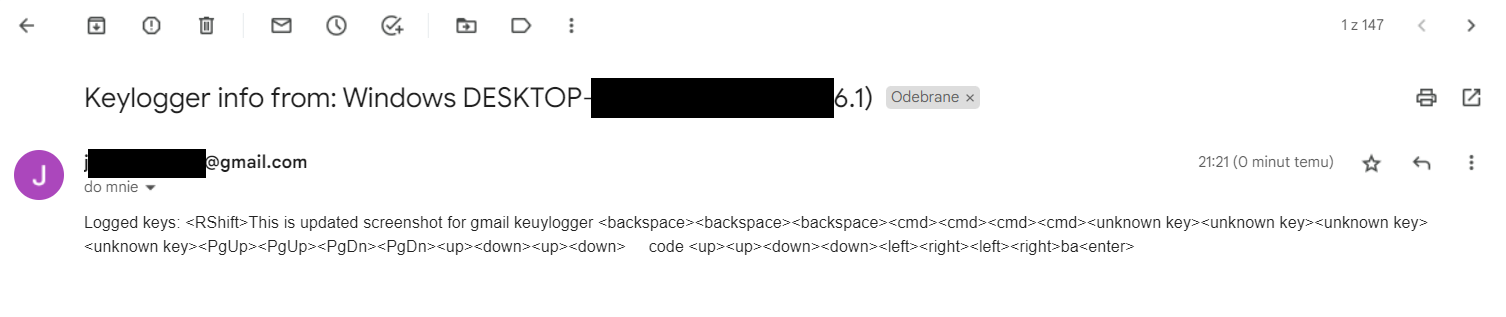 1 z 147
Keylogger info from: Windows DESKTOP- 6.1) Odebrane ×
j @gmail.com 21:21 (0 minut temu)
J
do mnie
Logged keys: <RShift>This is updated screenshot for gmail keuylogger <backspace><backspace><backspace><cmd><cmd><cmd><cmd><unknown key><unknown key><unknown key>
<unknown key><PgUp><PgUp><PgDn><PgDn><up><down><up><down> code <up><up><down><down><left><right><left><right>ba<enter>